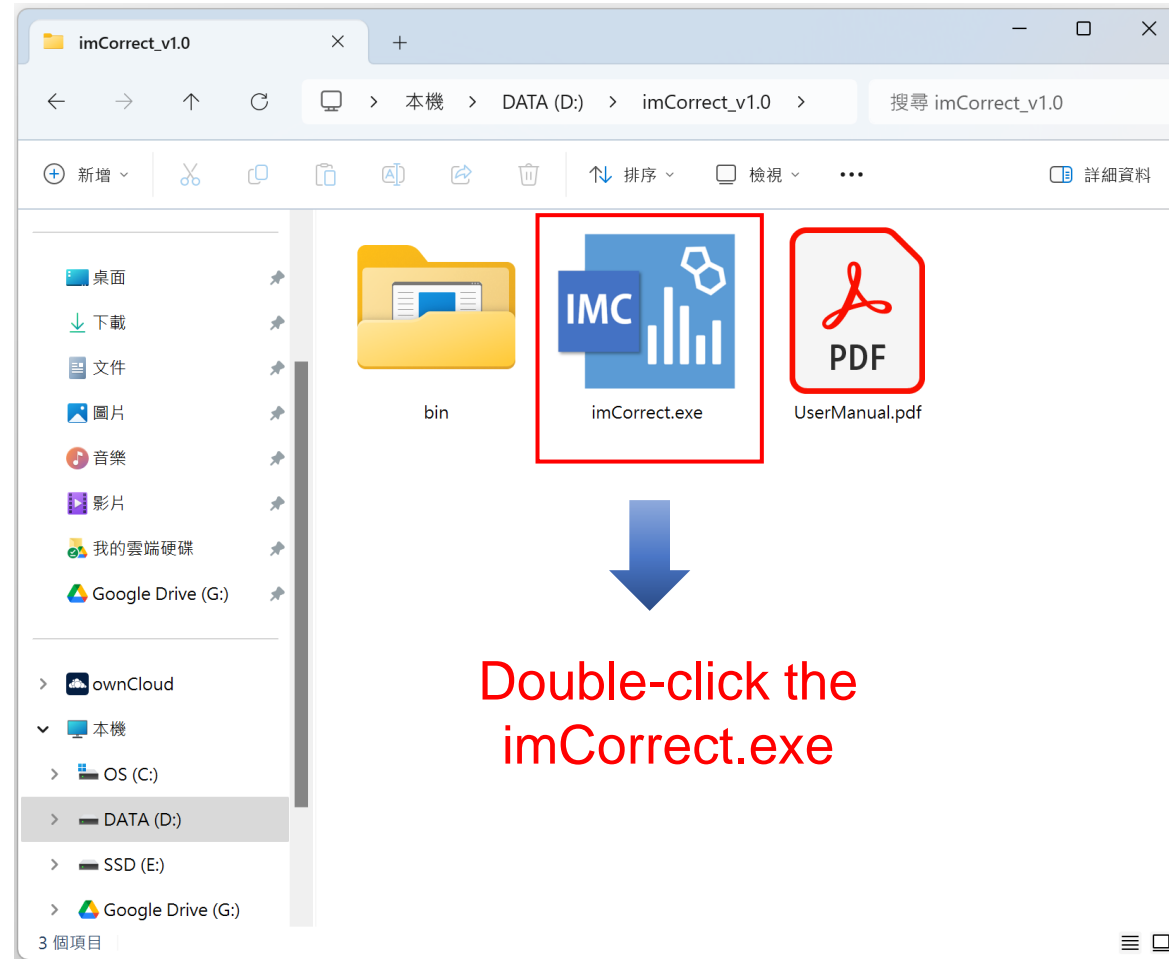 imCorrect_v1.0
本機 > DATA (D:) > imCorrect_v1.0 >
搜尋 imCorrect_v1.0
新增
排序
檢視
詳細資料
桌面
下載
文件
圖片
音樂
影片
我的雲端硬碟
Google Drive (G:)
ownCloud
本機
OS (C:)
DATA (D:)
SSD (E:)
Google Drive (G:)
IMC
PDF
bin
imCorrect.exe
UserManual.pdf
Double-click the
imCorrect.exe
3 個項目